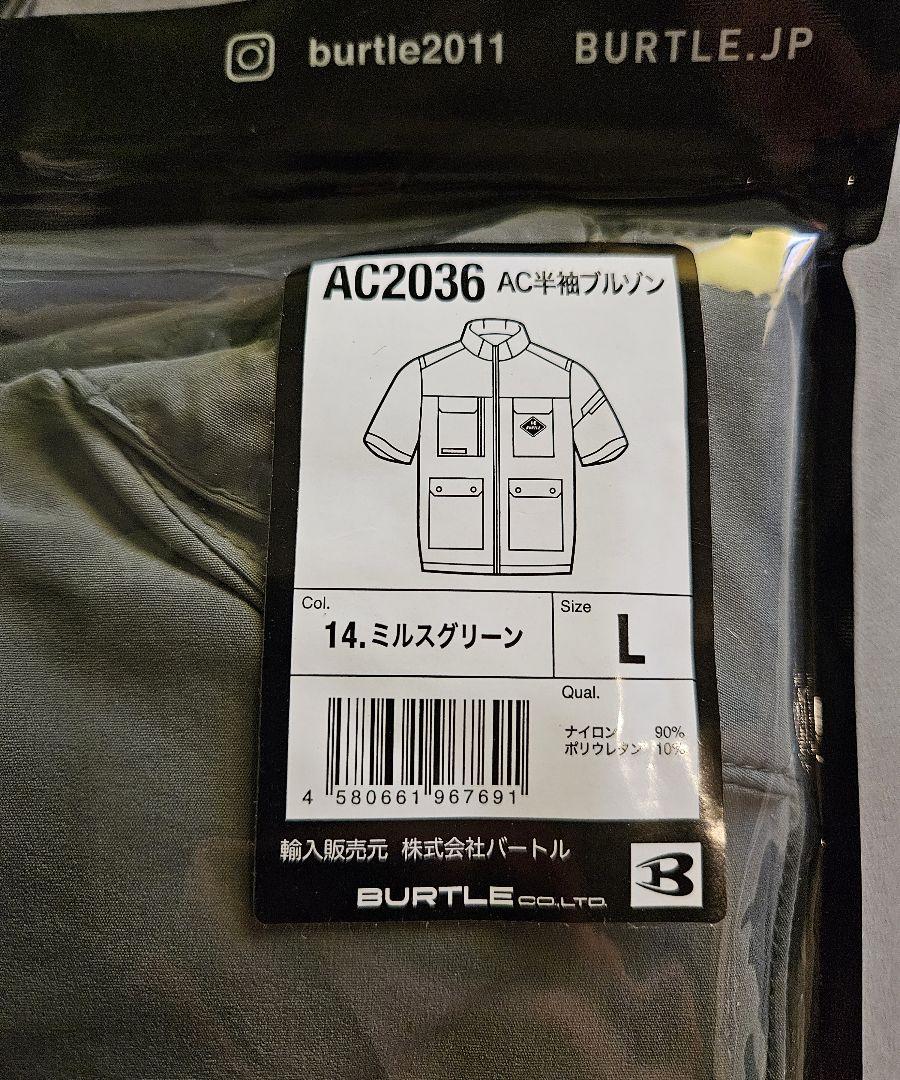 burtle2011 BURTLE.JP
AC2036 AC半袖ブルゾン
BURTLE
Col.
14.ミルスグリーン
Size
L
Qual.
ナイロン 90%
ポリウレタン 10%
4 580661 967691
輸入販売元 株式会社バートル
BURTLE CO.,LTD.
B